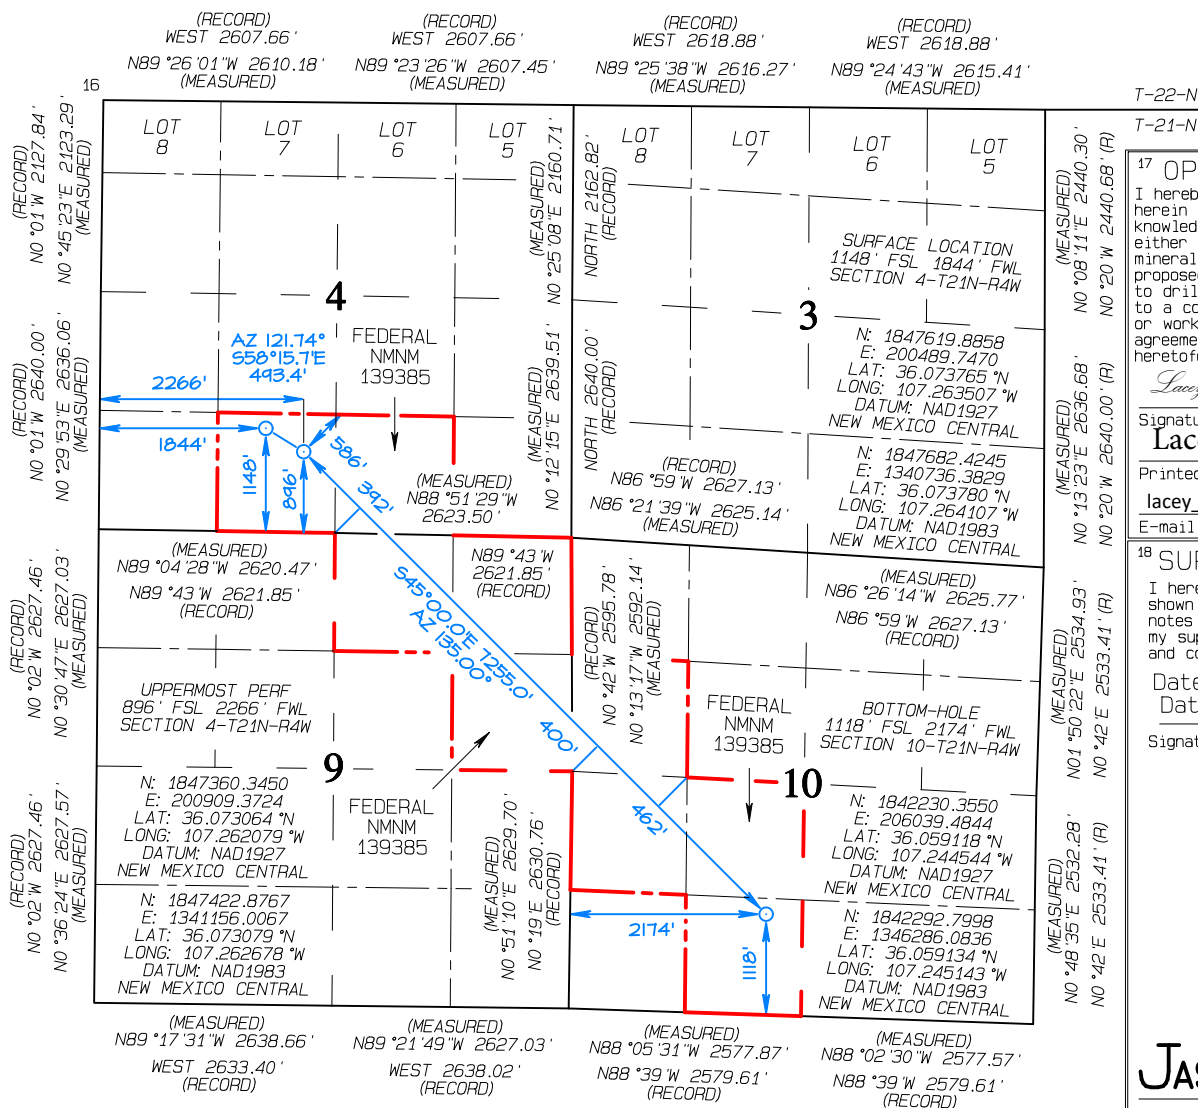 (RECORD)
WEST 2607.66'
N89°26'01"W 2610.18'
(MEASURED)
(RECORD)
WEST 2607.66'
N89°23'26"W 2607.45'
(MEASURED)
(RECORD)
WEST 2618.88'
N89°25'38"W 2616.27'
(MEASURED)
(RECORD)
WEST 2618.88'
N89°24'43"W 2615.41'
(MEASURED)
16
T-22-N
T-21-N
LOT
8
LOT
7
LOT
6
LOT
5
LOT
8
LOT
7
LOT
6
LOT
5
(RECORD)
N0°01'W 2127.84'
N0°45'23"E 2123.29'
(MEASURED)
(MEASURED)
N0°25'08"E 2160.71'
NORTH 2162.82'
(RECORD)
(MEASURED)
N0°08'11"E 2440.30'
N0°20'W 2440.68'(R)
SURFACE LOCATION
1148' FSL 1844' FWL
SECTION 4-T21N-R4W
4
3
N: 1847619.8858
E: 200489.7470
LAT: 36.073765°N
LONG: 107.263507°W
DATUM: NAD1927
NEW MEXICO CENTRAL
N: 1847682.4245
E: 1340736.3829
LAT: 36.073780°N
LONG: 107.264107°W
DATUM: NAD1983
NEW MEXICO CENTRAL
AZ 121.74°
S58°15.7'E
493.4'
FEDERAL
NMNM
139385
2266'
1844'
1148'
896'
586'
392'
(RECORD)
N0°01'W 2640.00'
N0°29'53"E 2636.06'
(MEASURED)
(MEASURED)
N0°12'15"E 2639.51'
NORTH 2640.00'
(RECORD)
(MEASURED)
N0°13'23"E 2636.68'
N0°20'W 2640.00'(R)
(MEASURED)
N88°51'29"W
2623.50'
(RECORD)
N86°59'W 2627.13'
N86°21'39"W 2625.14'
(MEASURED)
(MEASURED)
N89°04'28"W 2620.47'
N89°43'W 2621.85'
(RECORD)
N89°43'W
2621.85'
(RECORD)
(MEASURED)
N86°26'14"W 2625.77'
N86°59'W 2627.13'
(RECORD)
S45°00.0'E 7255.0'
AZ 135.00°
400'
462'
(RECORD)
N0°02'W 2627.46'
N0°30'47"E 2627.03'
(MEASURED)
(RECORD)
N0°42'W 2595.78'
N0°13'17"W 2592.14'
(MEASURED)
(MEASURED)
N01°50'22"E 2534.93'
N0°42'E 2533.41'(R)
UPPERMOST PERF
896' FSL 2266' FWL
SECTION 4-T21N-R4W
FEDERAL
NMNM
139385
BOTTOM-HOLE
1118' FSL 2174' FWL
SECTION 10-T21N-R4W
9
10
N: 1847360.3450
E: 200909.3724
LAT: 36.073064°N
LONG: 107.262079°W
DATUM: NAD1927
NEW MEXICO CENTRAL
N: 1847422.8767
E: 1341156.0067
LAT: 36.073079°N
LONG: 107.262678°W
DATUM: NAD1983
NEW MEXICO CENTRAL
FEDERAL
NMNM
139385
N: 1842230.3550
E: 206039.4844
LAT: 36.059118°N
LONG: 107.244544°W
DATUM: NAD1927
NEW MEXICO CENTRAL
N: 1842292.7998
E: 1346286.0836
LAT: 36.059134°N
LONG: 107.245143°W
DATUM: NAD1983
NEW MEXICO CENTRAL
2174'
1118'
(RECORD)
N0°02'W 2627.46'
N0°36'24"E 2627.57'
(MEASURED)
(MEASURED)
N0°51'10"E 2629.70'
N0°19'E 2630.76'
(RECORD)
(MEASURED)
N0°48'35"E 2532.28'
N0°42'E 2533.41'(R)
(MEASURED)
N89°17'31"W 2638.66'
WEST 2633.40'
(RECORD)
(MEASURED)
N89°21'49"W 2627.03'
WEST 2638.02'
(RECORD)
(MEASURED)
N88°05'31"W 2577.87'
N88°39'W 2579.61'
(RECORD)
(MEASURED)
N88°02'30"W 2577.57'
N88°39'W 2579.61'
(RECORD)
17 OP
I hereb
herein
knowled
either
mineral
propose
to dril
to a co
or work
agreeme
heretofo
Lacey
Signatu
Lac
Printed
lacey_
E-mail
18 SUR
I here
shown
notes
my sup
and co
Date
Dat
Signat
JAS